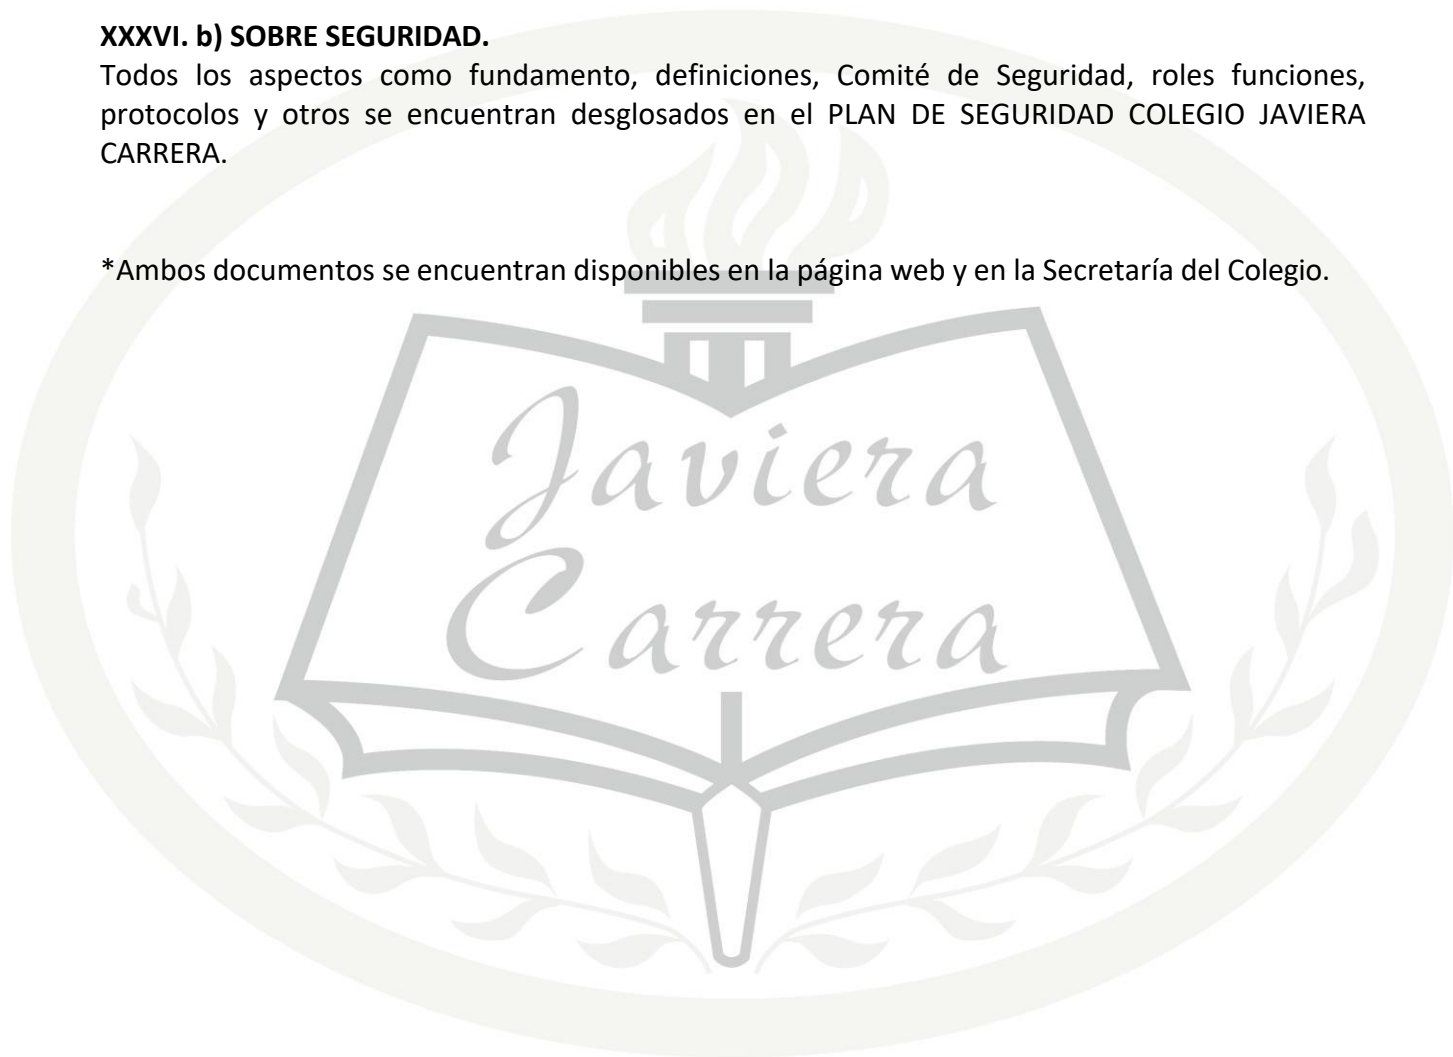 XXXVI. b) SOBRE SEGURIDAD.
Todos los aspectos como fundamento, definiciones, Comité de Seguridad, roles funciones,
protocolos y otros se encuentran desglosados en el PLAN DE SEGURIDAD COLEGIO JAVIERA
CARRERA.
*Ambos documentos se encuentran disponibles en la página web y en la Secretaría del Colegio.
Javiera
Carrera